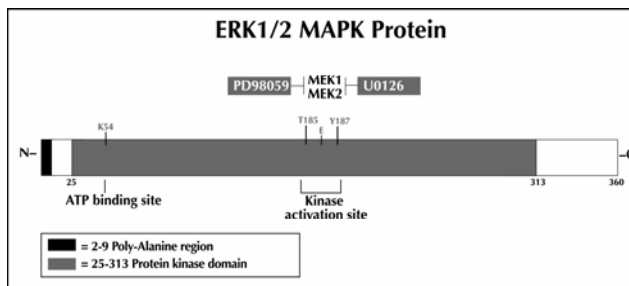 ERK1/2 MAPK Protein
PD98059 MEK1 U0126
MEK2
K54 T185 E Y187
N– –C
25 313 360
ATP binding site Kinase
activation site
= 2-9 Poly-Alanine region
= 25-313 Protein kinase domain